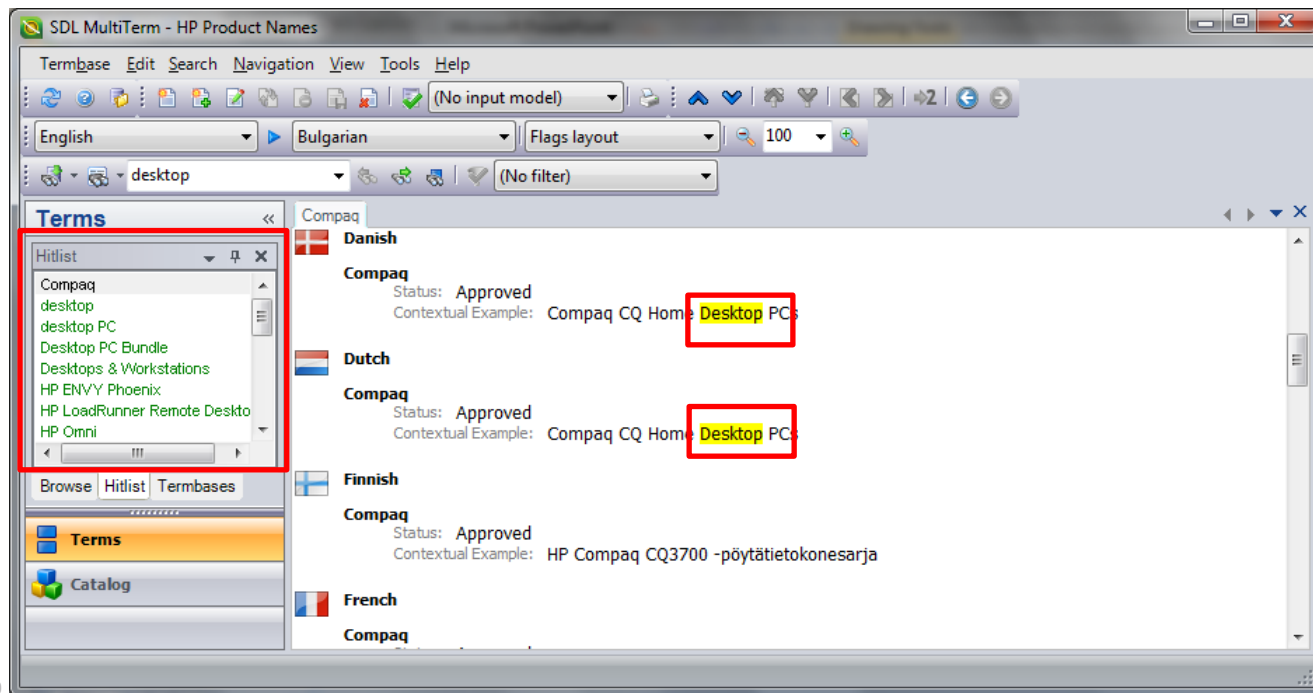 SDL MultiTerm - HP Product Names
Termbase Edit Search Navigation View Tools Help
(No input model)
2
English Bulgarian Flags layout 100
desktop (No filter)
Terms «
Compaq
Hitlist
Compaq
desktop
desktop PC
Desktop PC Bundle
Desktops & Workstations
HP ENVY Phoenix
HP LoadRunner Remote Deskto
HP Omni
Browse Hitlist Termbases
Terms
Catalog
Danish
Compaq
Status: Approved
Contextual Example: Compaq CQ Home Desktop PCs
Dutch
Compaq
Status: Approved
Contextual Example: Compaq CQ Home Desktop PCs
Finnish
Compaq
Status: Approved
Contextual Example: HP Compaq CQ3700 -pöytätietokonesarja
French
Compaq